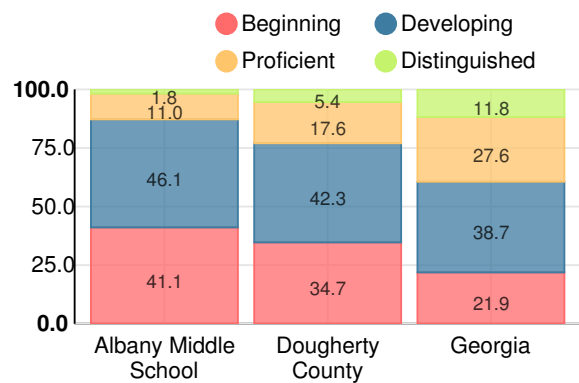 Beginning
Developing
Proficient
Distinguished
100.0
75.0
50.0
25.0
0.0
1.8
11.0
46.1
41.1
5.4
17.6
42.3
34.7
11.8
27.6
38.7
21.9
Albany Middle
School
Dougherty
County
Georgia